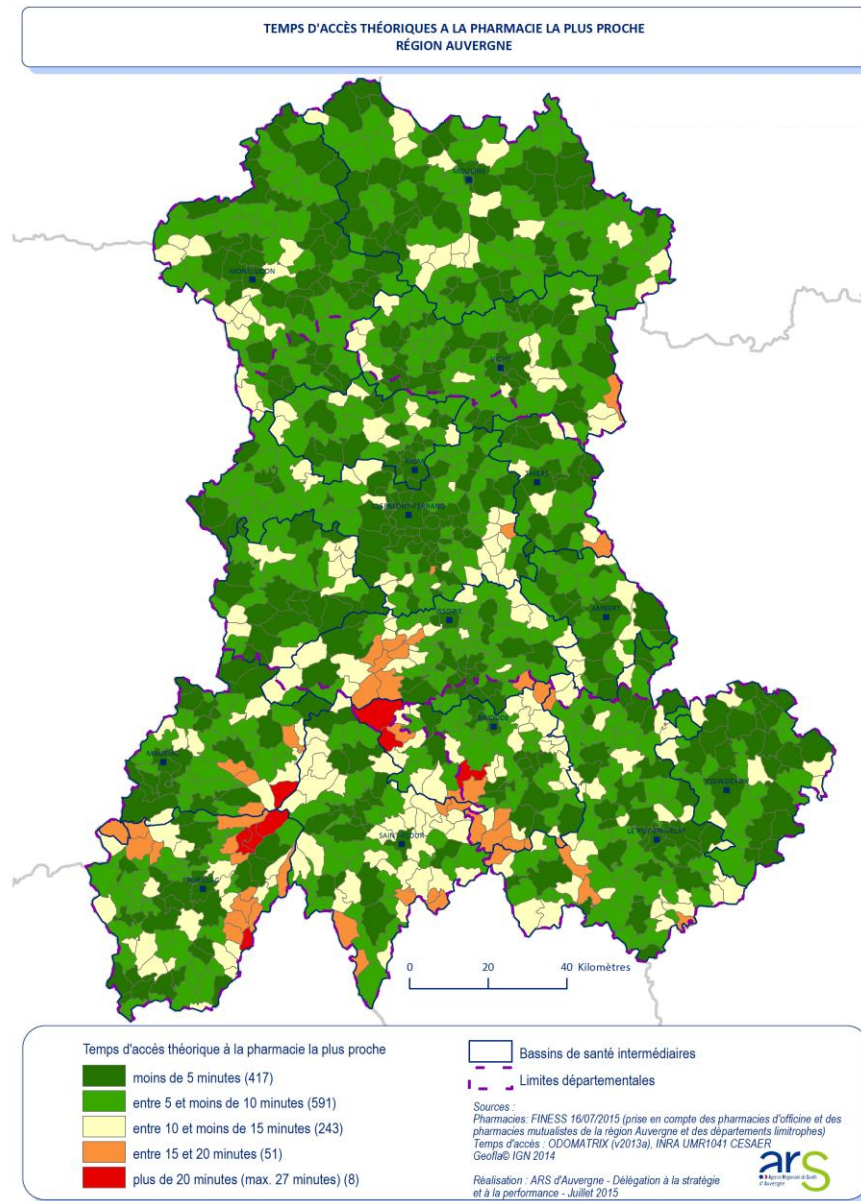 TEMPS D'ACCÈS THÉORIQUES A LA PHARMACIE LA PLUS PROCHE
RÉGION AUVERGNE
MOULINS
MONTLUCON
VICHY
RIOM
THIERS
CLERMONT-FERRAND
AMBERT
ISSOIRE
BRIOUDE
MAURIAC
YSSINGEAUX
SAINT-FLOUR
LE PUY-EN-VELAY
AURILLAC
0 20 40 Kilomètres
Temps d'accès théorique à la pharmacie la plus proche
moins de 5 minutes (417)
entre 5 et moins de 10 minutes (591)
entre 10 et moins de 15 minutes (243)
entre 15 et 20 minutes (51)
plus de 20 minutes (max. 27 minutes) (8)
Bassins de santé intermédiaires
Limites départementales
Sources :
Pharmacies: FINESS 16/07/2015 (prise en compte des pharmacies d'officine et des
pharmacies mutualistes de la région Auvergne et des départements limitrophes)
Temps d'accès : ODOMATRIX (v2013a), INRA UMR1041 CESAER
Geofla© IGN 2014
Réalisation : ARS d'Auvergne - Délégation à la stratégie
et à la performance - Juillet 2015
ars
Agence Régionale de Santé
d'Auvergne